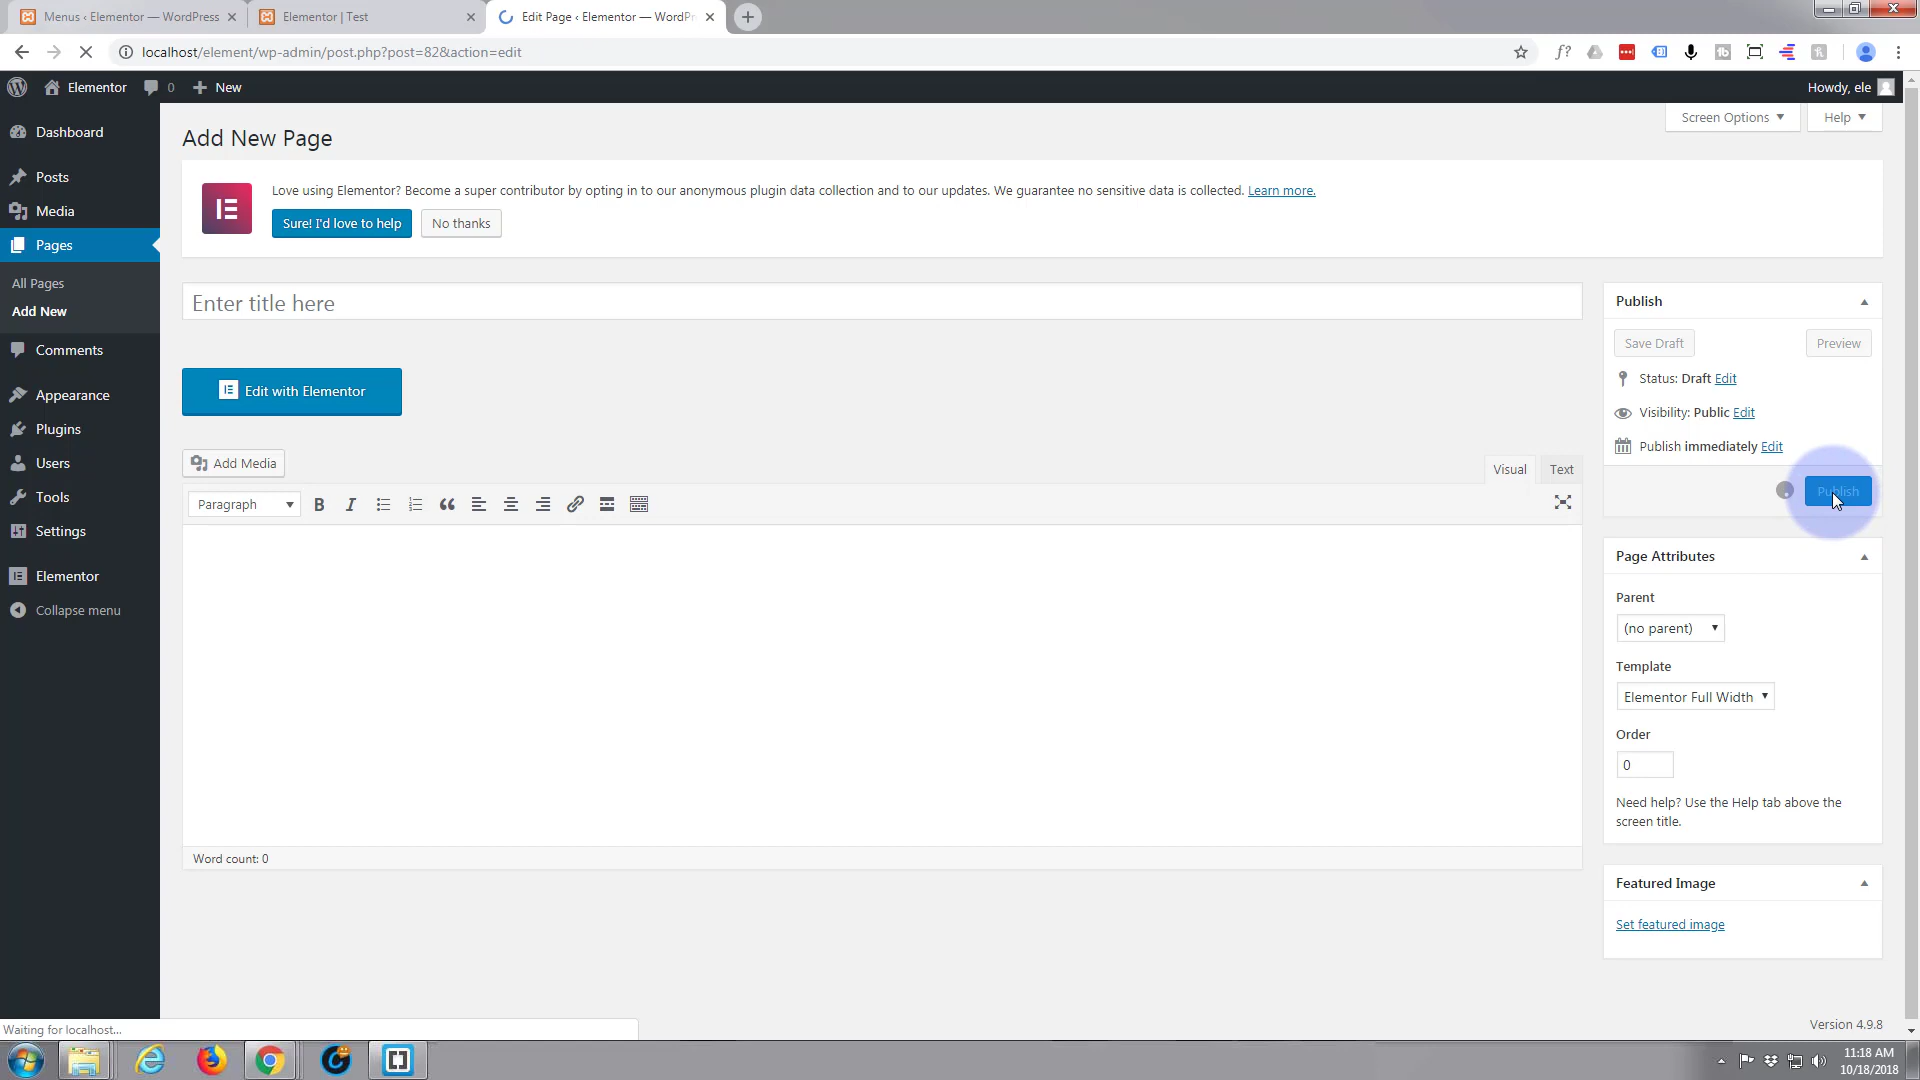 Menus ‹ Elementor — WordPress
Elementor | Test
Edit Page ‹ Elementor — WordPr
localhost/element/wp-admin/post.php?post=82&action=edit
f?
Elementor
0
New
Howdy, ele
Dashboard
Posts
Media
Pages
All Pages
Add New
Comments
Appearance
Plugins
Users
Tools
Settings
Elementor
Collapse menu
Screen Options
Help
Add New Page
Love using Elementor? Become a super contributor by opting in to our anonymous plugin data collection and to our updates. We guarantee no sensitive data is collected. Learn more.
Sure! I'd love to help
No thanks
Enter title here
Edit with Elementor
Add Media
Visual
Text
Paragraph
B
I
Word count: 0
Publish
Save Draft
Preview
Status: Draft Edit
Visibility: Public Edit
Publish immediately Edit
Publish
Page Attributes
Parent
(no parent)
Template
Elementor Full Width
Order
0
Need help? Use the Help tab above the
screen title.
Featured Image
Set featured image
Version 4.9.8
Waiting for localhost...
11:18 AM
10/18/2018